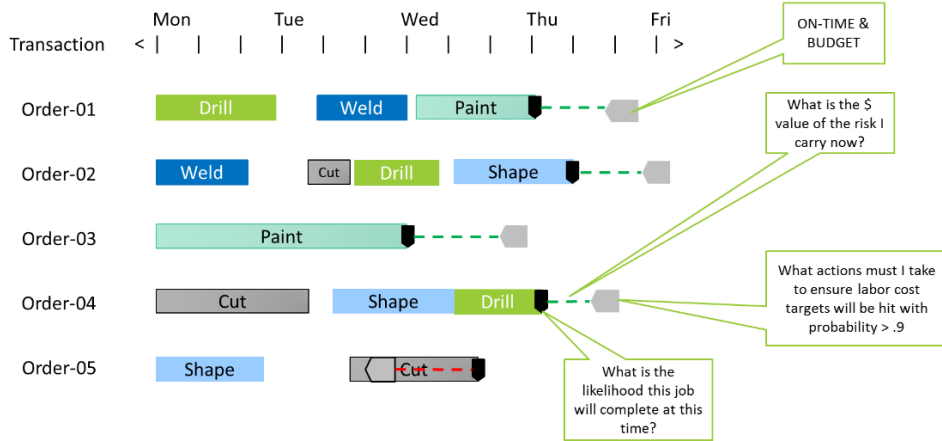 Mon Tue Wed Thu Fri
Transaction < | | | | | | | | | | | | | >
ON-TIME &
BUDGET
Order-01 Drill Weld Paint
What is the $
value of the risk I
carry now?
Order-02 Weld Cut Drill Shape
Order-03 Paint
What actions must I take
to ensure labor cost
targets will be hit with
probability > .9
Order-04 Cut Shape Drill
Order-05 Shape Cut
What is the
likelihood this job
will complete at this
time?